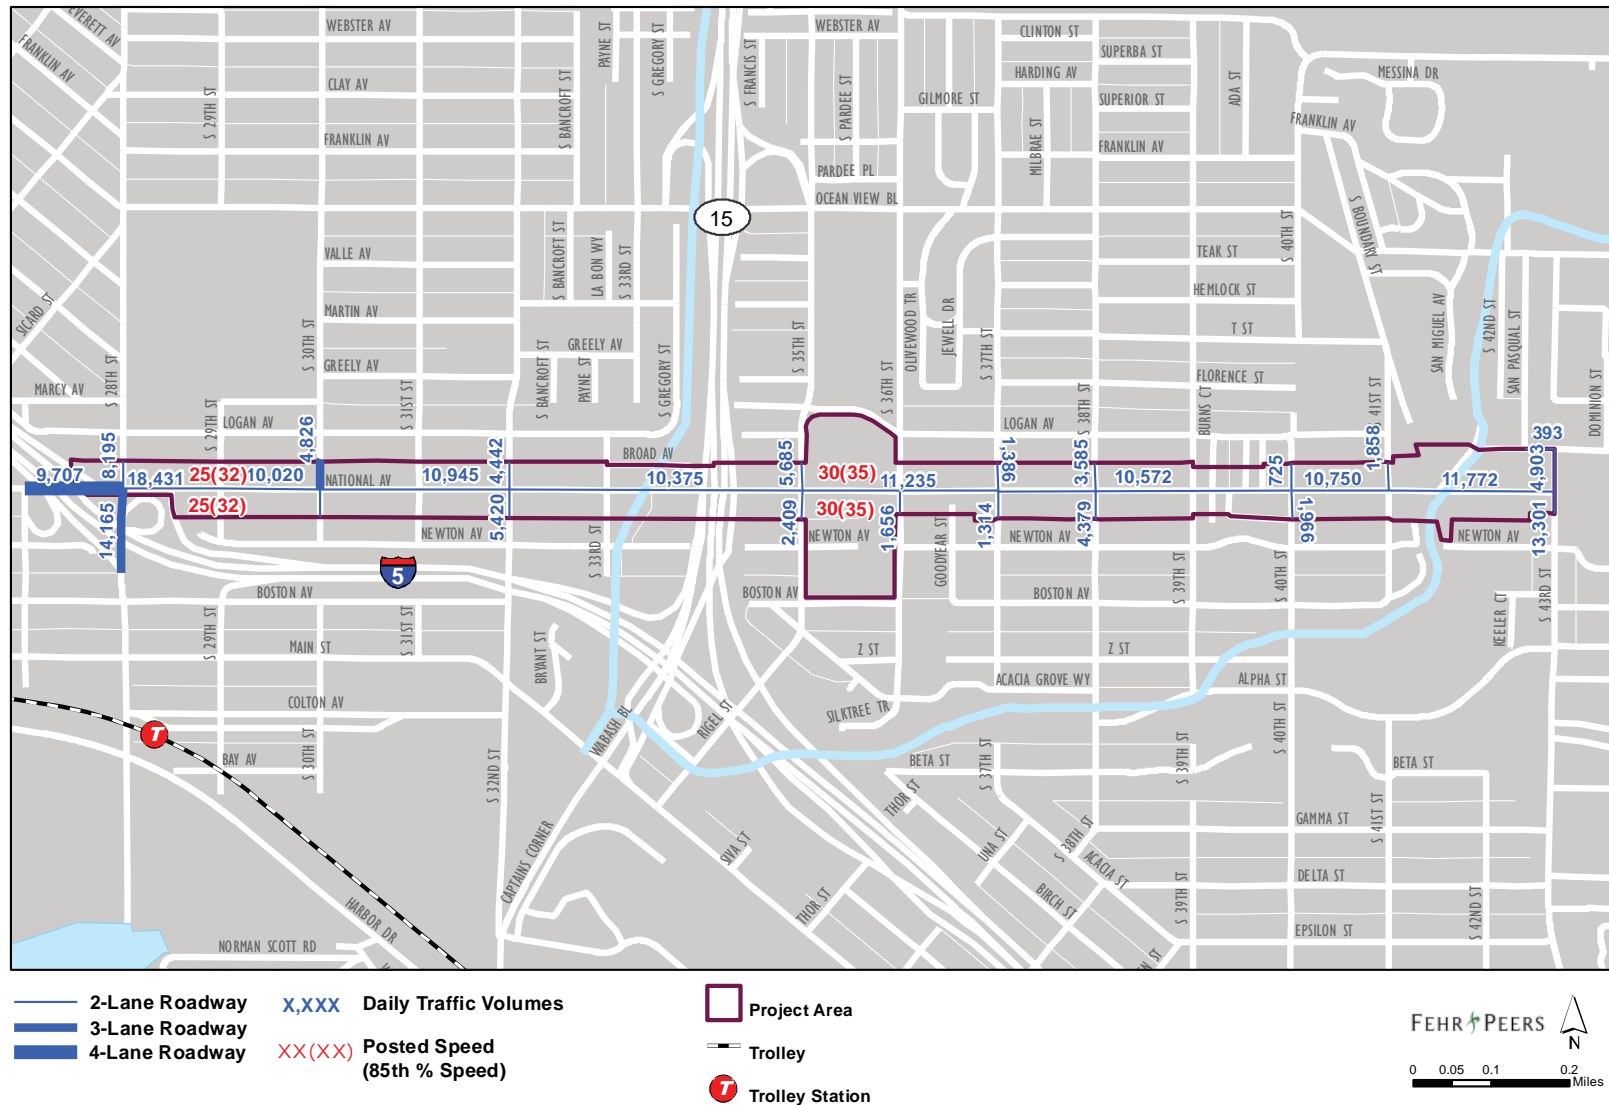 EVERETT AV
FRANKLIN AV
WEBSTER AV
CLAY AV
FRANKLIN AV
S 29TH ST
S BANCROFT ST
PAYNE ST
S GREGORY ST
S FRANCIS ST
WEBSTER AV
S PARDEE ST
PARDEE PL
OCEAN VIEW BL
GILMORE ST
CLINTON ST
HARDING AV
MILBRAE ST
SUPERBA ST
SUPERIOR ST
FRANKLIN AV
ADA ST
MESSINA DR
FRANKLIN AV
15
S BOUNDARY ST
S 40TH ST
TEAK ST
HEMLOCK ST
T ST
FLORENCE ST
VALLE AV
MARTIN AV
GREELY AV
S 30TH ST
S 31ST ST
S BANCROFT ST
LA BON WY
S 33RD ST
GREELY AV
S BANCROFT ST
PAYNE ST
S GREGORY ST
S 35TH ST
S 36TH ST
OLIVEWOOD TR
JEWELL DR
S 37TH ST
S 38TH ST
BURNS CT
S 41ST ST
SAN MIGUEL AV
S 42ND ST
SAN PASQUAL ST
DOMINION ST
SICARD ST
MARCY AV
S 28TH ST
S 29TH ST
LOGAN AV
BROAD AV
LOGAN AV
8,195
4,826
4,442
5,685
1,386
3,585
725
1,858
393
4,903
9,707
18,431
25(32)
10,020
NATIONAL AV
10,945
10,375
30(35)
11,235
10,572
10,750
11,772
25(32)
30(35)
14,165
5,420
2,409
1,656
1,314
4,379
1,996
13,301
NEWTON AV
NEWTON AV
NEWTON AV
NEWTON AV
S 33RD ST
GOODYEAR ST
S 39TH ST
S 40TH ST
S 43RD ST
5
BOSTON AV
BOSTON AV
BOSTON AV
S 29TH ST
S 31ST ST
MAIN ST
BRYANT ST
Z ST
Z ST
KEELER CT
COLTON AV
ACACIA GROVE WY
ALPHA ST
SILKTREE TR
WABASH BL
RIGEL ST
T
BAY AV
S 30TH ST
S 32ND ST
BETA ST
S 37TH ST
S 39TH ST
S 40TH ST
BETA ST
THOR ST
CAPTAINS CORNER
SIVA ST
UNA ST
S 38TH ST
ACACIA ST
GAMMA ST
S 41ST ST
DELTA ST
THOR ST
BIRCH ST
S 39TH ST
S 42ND ST
EPSILON ST
HARBOR DR
NORMAN SCOTT RD
2-Lane Roadway
3-Lane Roadway
4-Lane Roadway
X,XXX Daily Traffic Volumes
XX(XX) Posted Speed
(85th % Speed)
Project Area
Trolley
T Trolley Station
FEHR PEERS
N
0 0.05 0.1 0.2
Miles